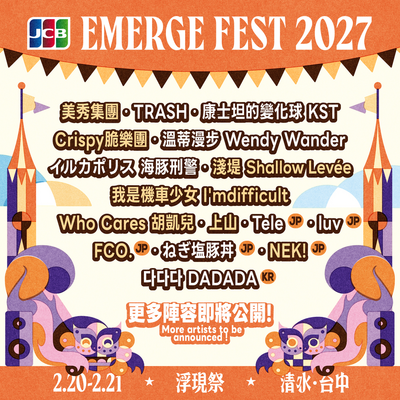 JCB EMERGE FEST 2027
美秀集團・TRASH・康士坦的變化球 KST
Crispy脆樂團・溫蒂漫步 Wendy Wander
イルカポリス 海豚刑警・淺堤 Shallow Levée
我是機車少女 I'mdifficult
Who Cares 胡凱兒・上山・Tele JP・luv JP
FCO. JP・ねぎ塩豚丼 JP・NEK! JP
다다다 DADADA KR
更多陣容即將公開!
More artists to be
announced !
2.20-2.21 ★ 浮現祭 ★ 清水・台中